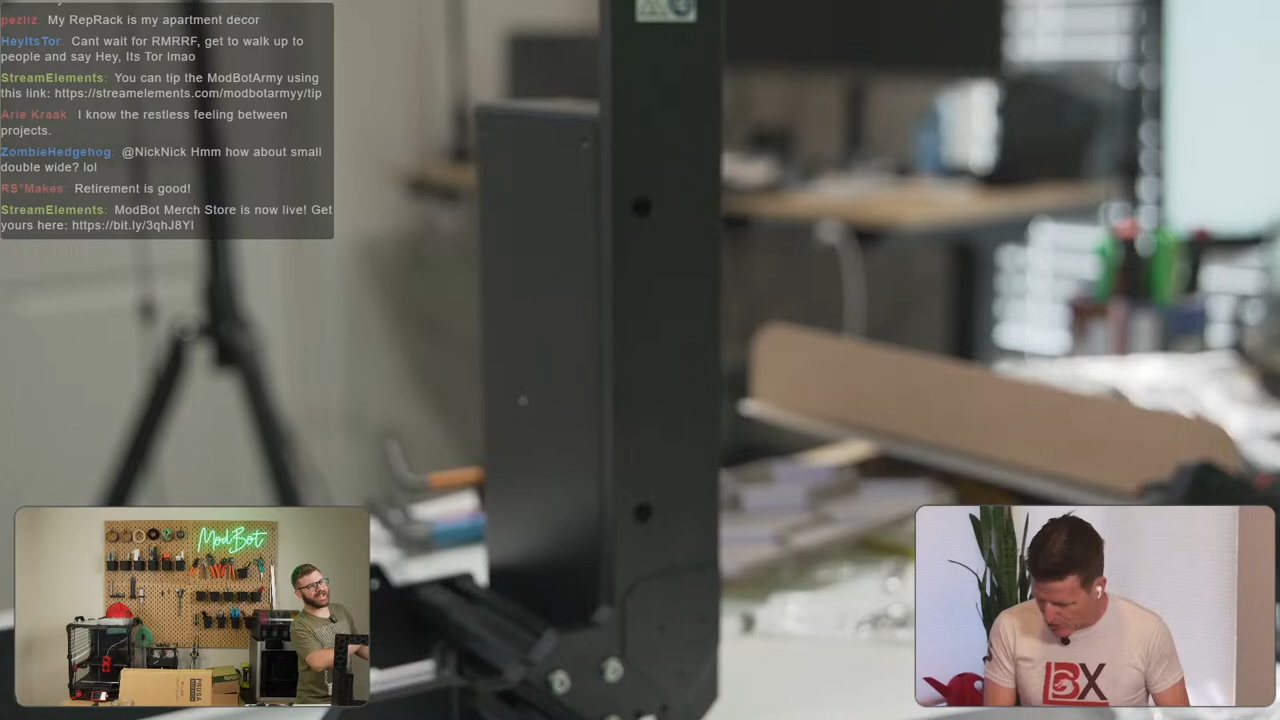 pezliz My RepRack is my apartment decor
HeyItsTor: Cant wait for RMRRF, get to walk up to
people and say Hey, Its Tor lmao
StreamElements: You can tip the ModBotArmy using
this link: https://streamelements.com/modbotarmyy/tip
Arie Kraak I know the restless feeling between
projects.
ZombieHedgehog: @NickNick Hmm how about small
double wide? lol
RS*Makes: Retirement is good!
StreamElements: ModBot Merch Store is now live! Get
yours here: https://bit.ly/3qhJ8YI
ModBot
PRUSA
BX